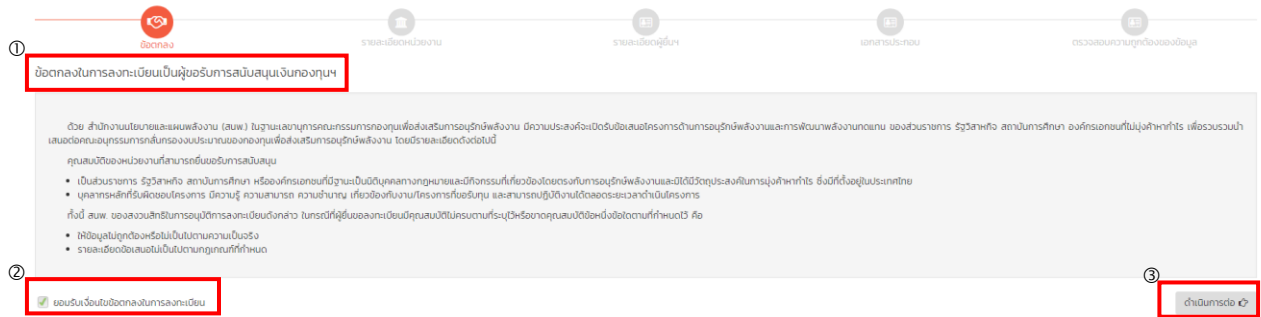 ข้อตกลง รายละเอียดหน่วยงาน รายละเอียดผู้ยื่นฯ เอกสารประกอบ ตรวจสอบความถูกต้องของข้อมูล
①
ข้อตกลงในการลงทะเบียนเป็นผู้ขอรับการสนับสนุนเงินกองทุนฯ
ด้วย สำนักงานนโยบายและแผนพลังงาน (สนพ.) ในฐานะเลขานุการคณะกรรมการกองทุนเพื่อส่งเสริมการอนุรักษ์พลังงาน มีความประสงค์จะเปิดรับข้อเสนอโครงการด้านการอนุรักษ์พลังงานและการพัฒนาพลังงานทดแทน ของส่วนราชการ รัฐวิสาหกิจ สถาบันการศึกษา องค์กรเอกชนที่ไม่มุ่งค้าหากำไร เพื่อรวบรวมนำ
เสนอต่อคณะอนุกรรมการกลั่นกรองงบประมาณของกองทุนเพื่อส่งเสริมการอนุรักษ์พลังงาน โดยมีรายละเอียดดังต่อไปนี้
คุณสมบัติของหน่วยงานที่สามารถยื่นขอรับการสนับสนุน
• เป็นส่วนราชการ รัฐวิสาหกิจ สถาบันการศึกษา หรือองค์กรเอกชนที่มีฐานะเป็นนิติบุคคลทางกฎหมายและมีกิจกรรมที่เกี่ยวข้องโดยตรงกับการอนุรักษ์พลังงานและมิได้มีวัตถุประสงค์ในการมุ่งค้าหากำไร ซึ่งมีที่ตั้งอยู่ในประเทศไทย
• บุคลากรหลักที่รับผิดชอบโครงการ มีความรู้ ความสามารถ ความชำนาญ เกี่ยวข้องกับงาน/โครงการที่ขอรับทุน และสามารถปฏิบัติงานได้ตลอดระยะเวลาดำเนินโครงการ
ทั้งนี้ สนพ. ขอสงวนสิทธิในการอนุมัติการลงทะเบียนดังกล่าว ในกรณีที่ผู้ยื่นขอลงทะเบียนมีคุณสมบัติไม่ครบตามที่ระบุไว้หรือขาดคุณสมบัติข้อหนึ่งข้อใดตามที่กำหนดไว้ คือ
• ให้ข้อมูลไม่ถูกต้องหรือไม่เป็นไปตามความเป็นจริง
• รายละเอียดข้อเสนอไม่เป็นไปตามกฎเกณฑ์ที่กำหนด
② ③
ยอมรับเงื่อนไขข้อตกลงในการลงทะเบียน ดำเนินการต่อ